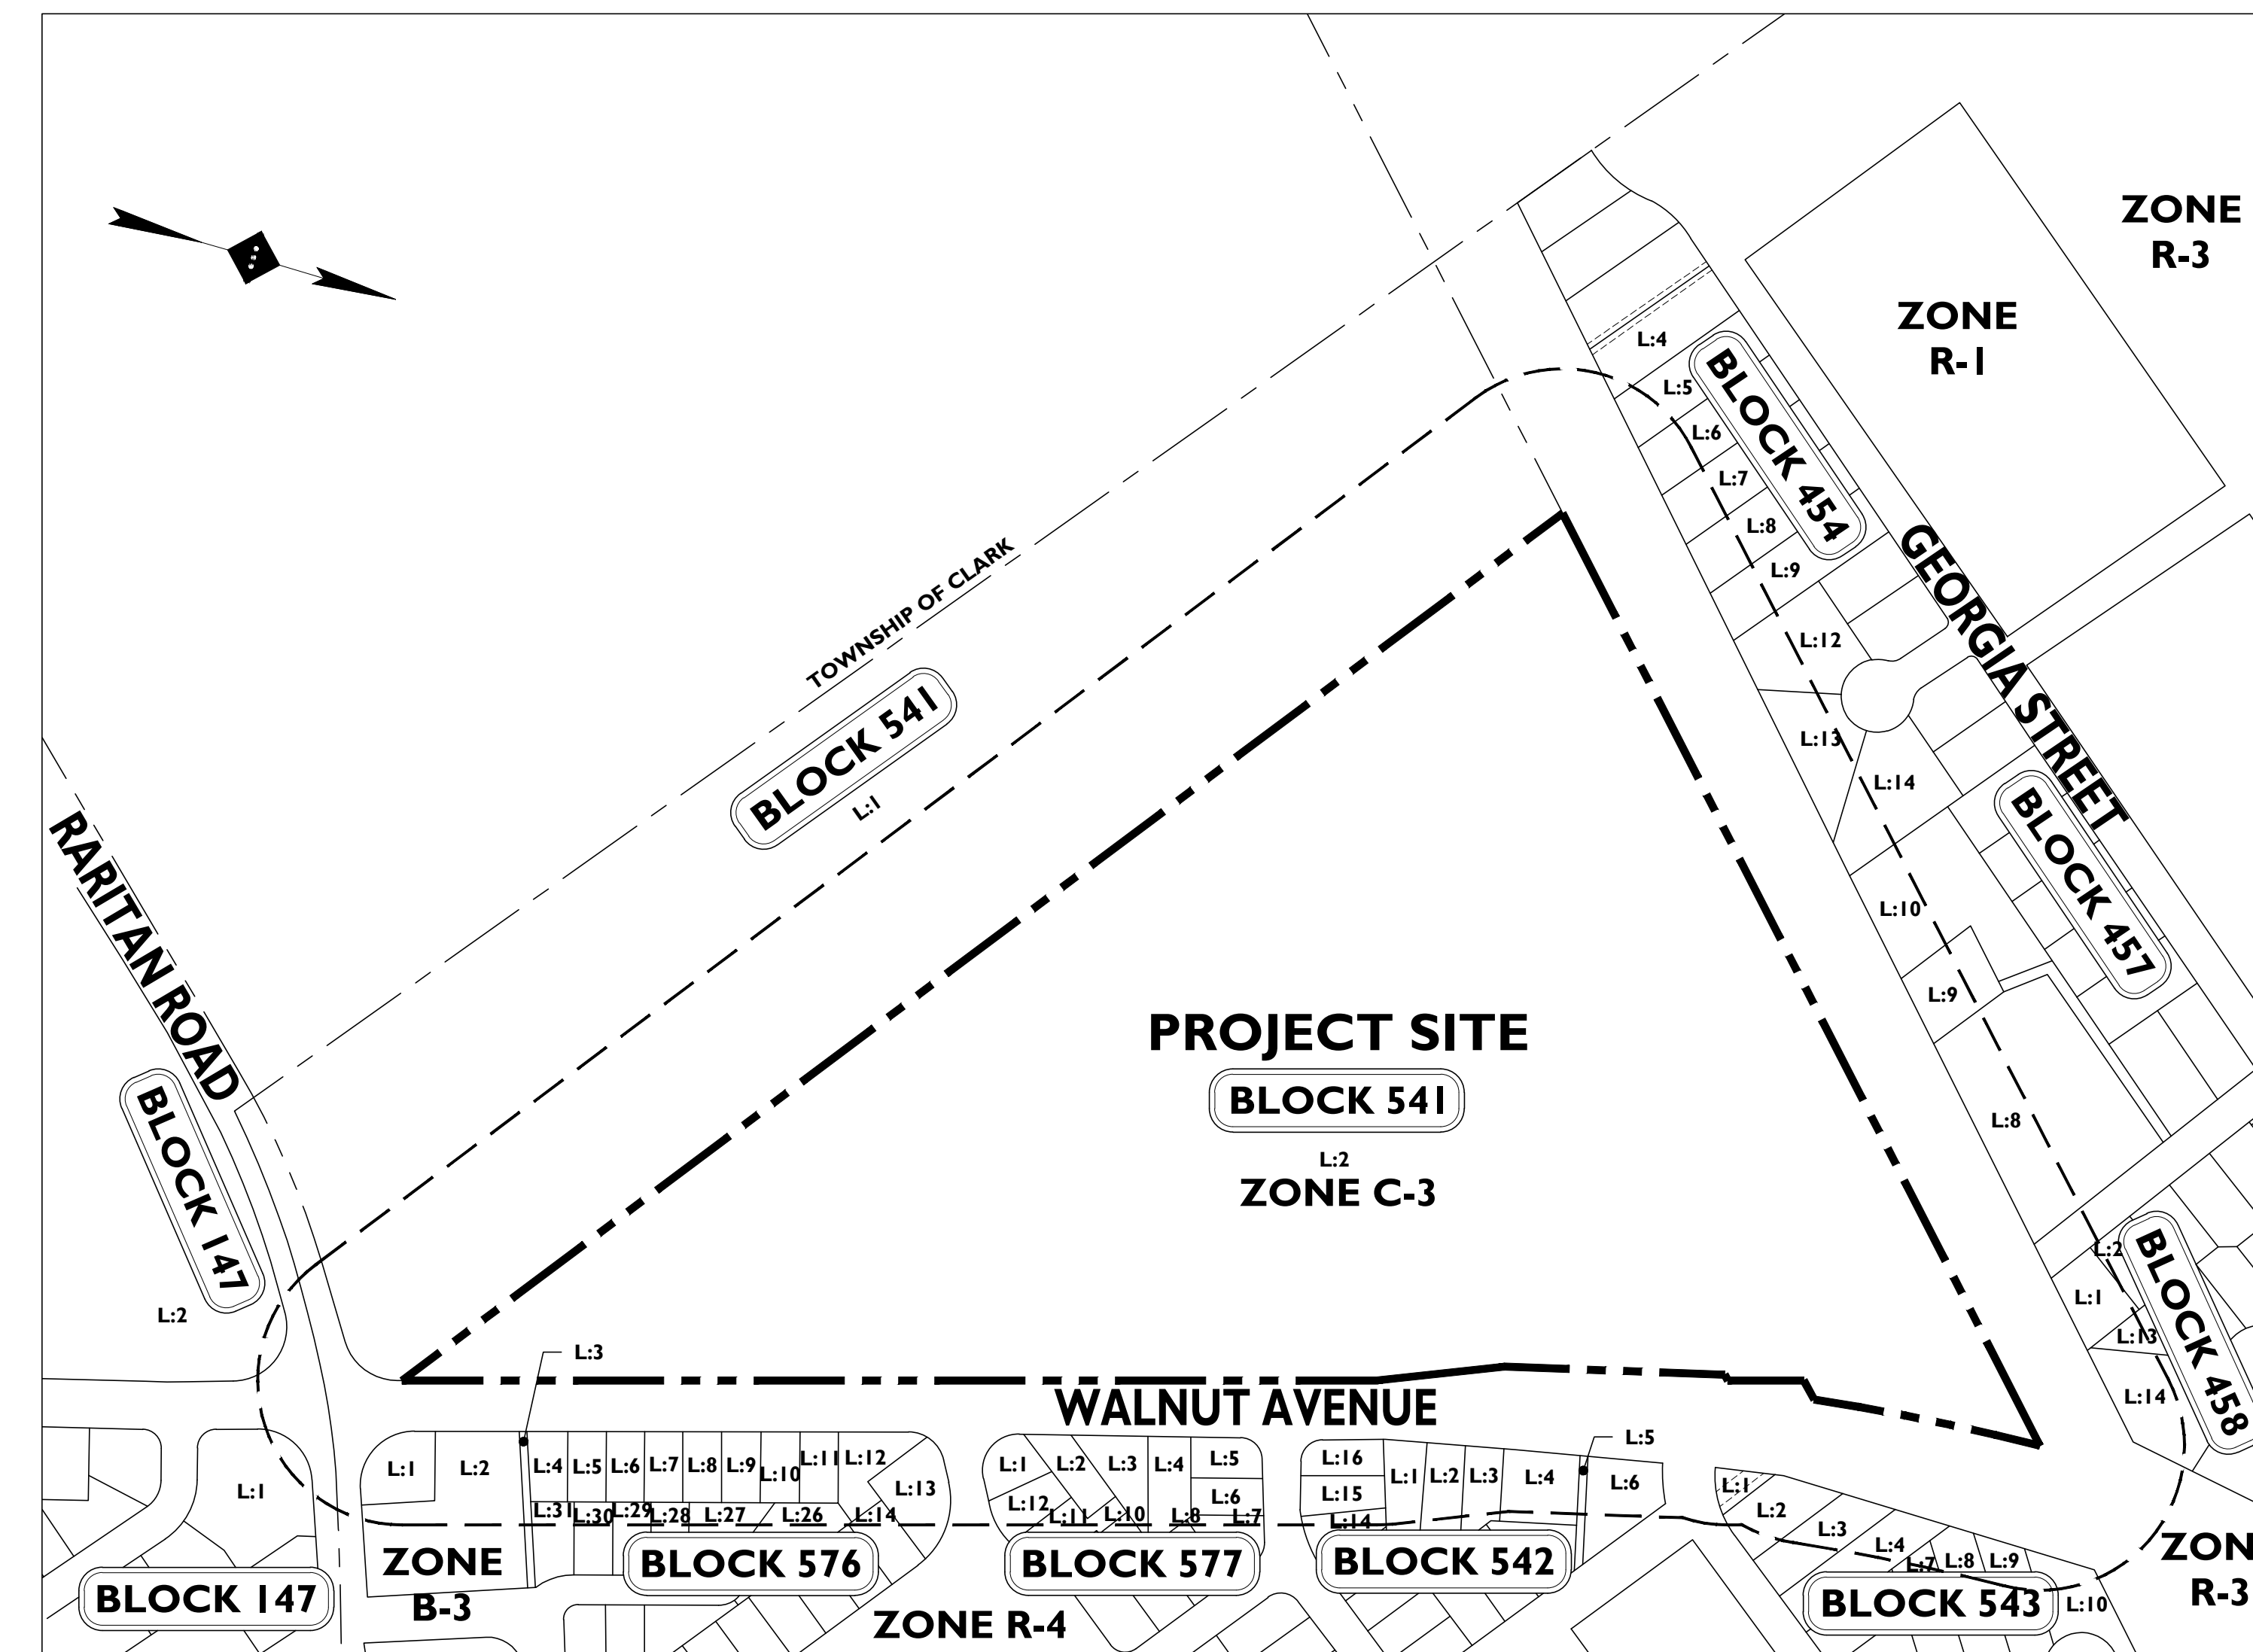 ZONE
R-3
ZONE
R-1
L:4
L:5
L:6
L:7
L:8
L:9
L:12
L:13
L:14
BLOCK 454
GEORGIA STREET
BLOCK 457
L:10
L:9
L:8
TOWNSHIP OF CLARK
BLOCK 541
L:1
RARITAN ROAD
BLOCK 147
L:2
PROJECT SITE
BLOCK 541
L:2
ZONE C-3
L:2
L:1
L:13
L:14
BLOCK 458
L:3
WALNUT AVENUE
L:5
L:1
L:1
L:2
L:4
L:5
L:6
L:7
L:8
L:9
L:10
L:11
L:12
L:13
L:31
L:30
L:29
L:28
L:27
L:26
L:14
L:1
L:2
L:3
L:4
L:5
L:6
L:12
L:11
L:10
L:8
L:7
L:16
L:15
L:14
L:1
L:2
L:3
L:4
L:6
L:1
L:2
L:3
L:4
L:7
L:8
L:9
L:10
BLOCK 147
ZONE
B-3
BLOCK 576
BLOCK 577
BLOCK 542
BLOCK 543
ZONE R-4
ZON
R-3